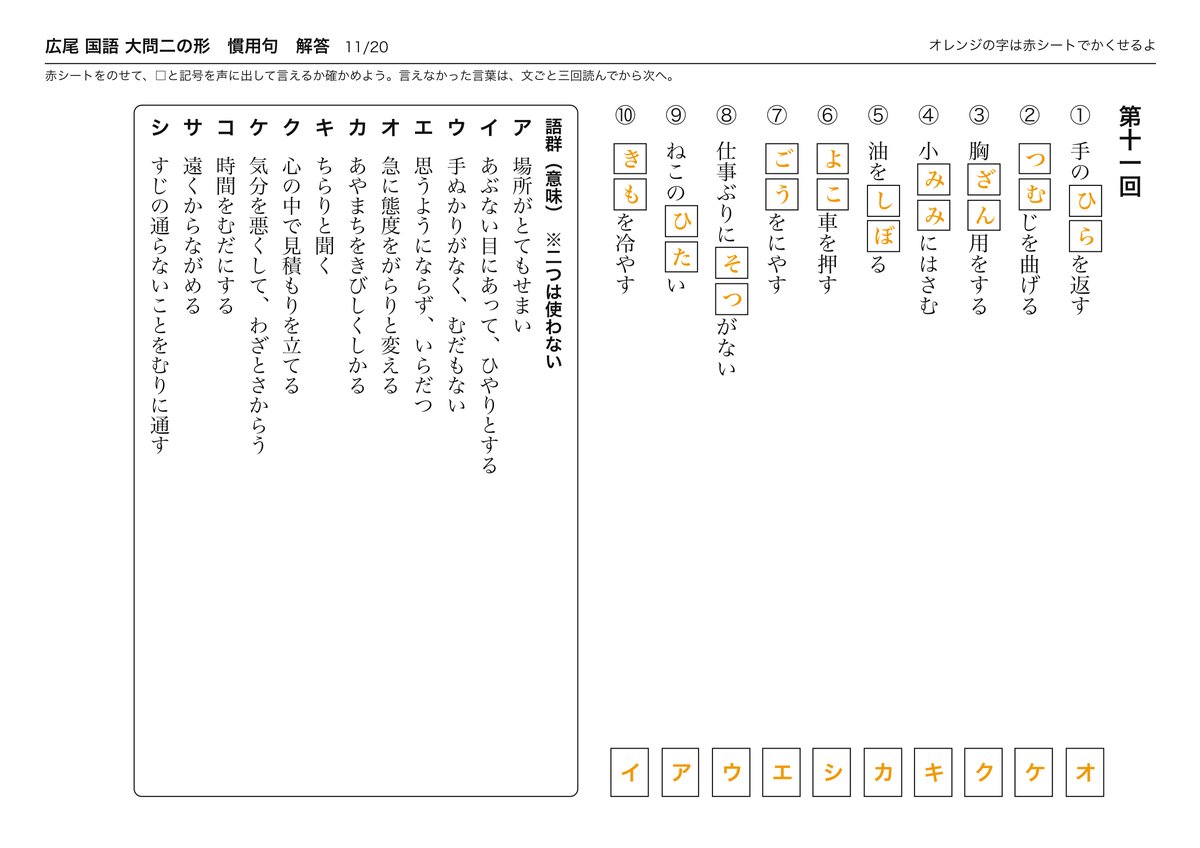 広尾 国語 大問二の形　慣用句　解答　11/20
オレンジの字は赤シートでかくせるよ
赤シートをのせて、□と記号を声に出して言えるか確かめよう。言えなかった言葉は、文ごと三回読んでから次へ。
第十一回
① 手のひらを返す オ
② つむじを曲げる ケ
③ 胸ざん用をする ク
④ 小みみにはさむ キ
⑤ 油をしぼる カ
⑥ よこ車を押す シ
⑦ ごうをにやす エ
⑧ 仕事ぶりにそつがない ウ
⑨ ねこのひたい ア
⑩ きもを冷やす イ
語群（意味）　※二つは使わない
ア　場所がとてもせまい
イ　あぶない目にあって、ひやりとする
ウ　手ぬかりがなく、むだもない
エ　思うようにならず、いらだつ
オ　急に態度をがらりと変える
カ　あやまちをきびしくしかる
キ　ちらりと聞く
ク　心の中で見積もりを立てる
ケ　気分を悪くして、わざとさからう
コ　時間をむだにする
サ　遠くからながめる
シ　すじの通らないことをむりに通す